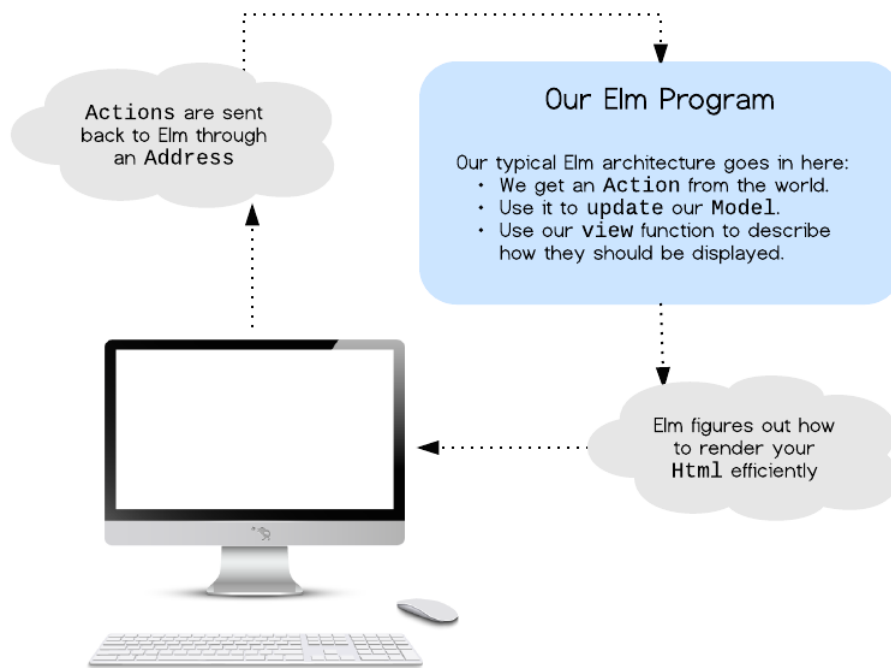 Actions are sent
back to Elm through
an Address
Our Elm Program
Our typical Elm architecture goes in here:
• We get an Action from the world.
• Use it to update our Model.
• Use our view function to describe
how they should be displayed.
Elm figures out how
to render your
Html efficiently